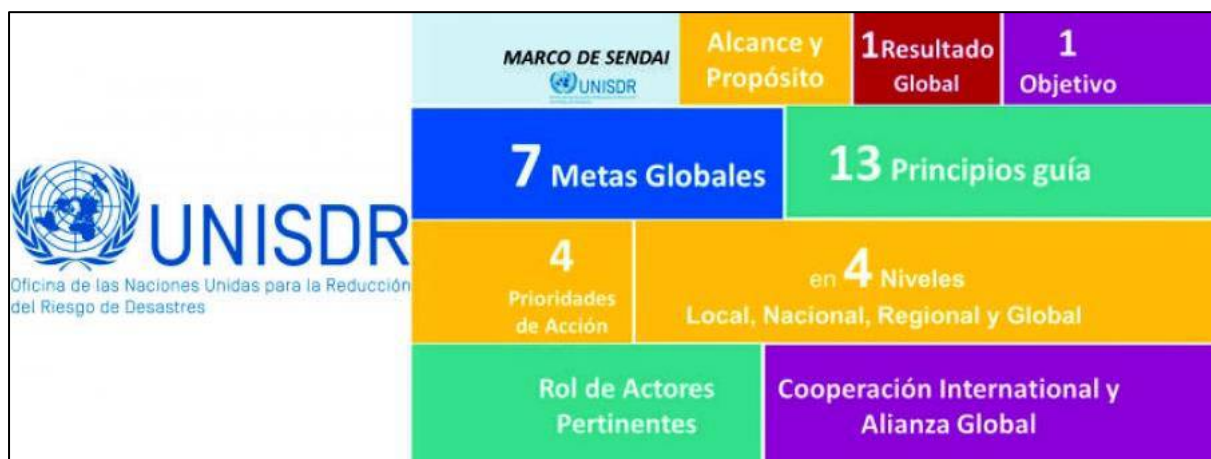 UNISDR
Oficina de las Naciones Unidas para la Reducción
del Riesgo de Desastres
MARCO DE SENDAI
UNISDR
Alcance y
Propósito
1 Resultado
Global
1
Objetivo
7 Metas Globales
13 Principios guía
4
Prioridades
de Acción
en 4 Niveles
Local, Nacional, Regional y Global
Rol de Actores
Pertinentes
Cooperación International y
Alianza Global